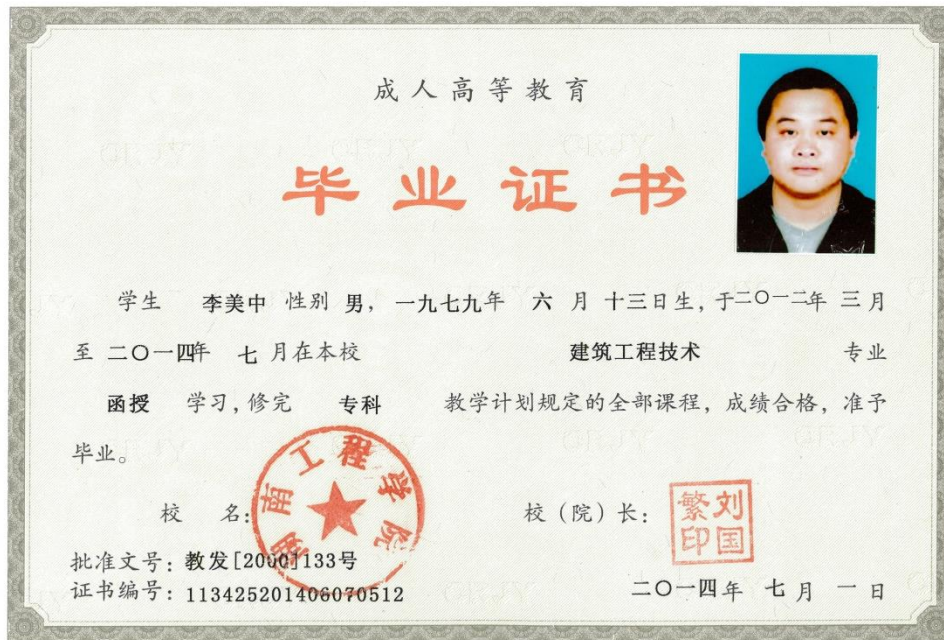 成人高等教育
毕业证书
学生 李美中 性别 男， 一九七九年 六 月 十三日生，于二〇一二年 三月
至 二〇一四年 七 月在本校 建筑工程技术 专业
函授 学习，修完 专科 教学计划规定的全部课程，成绩合格，准予
毕业。
湖南工程学院
校 名： 校（院）长： 刘国繁印
批准文号：教发[2000]133号
证书编号：113425201406070512 二〇一四年 七 月 一 日